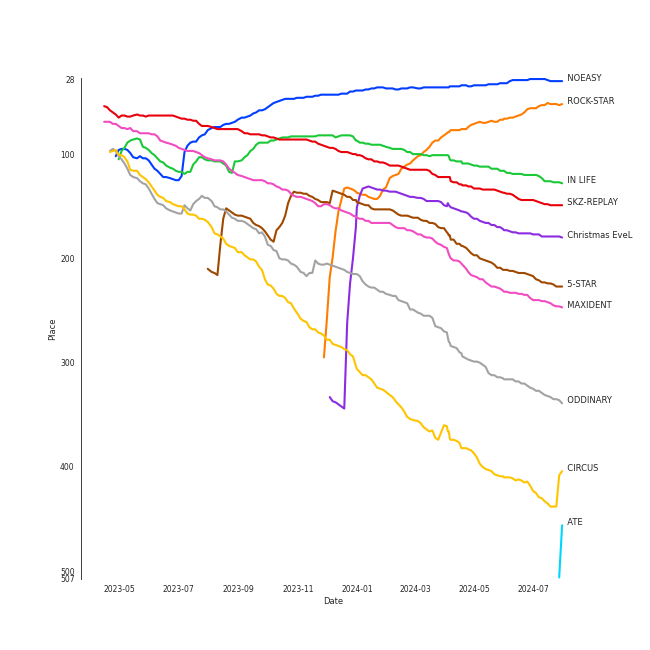 28
NOEASY
ROCK-STAR
100
IN LIFE
SKZ-REPLAY
Christmas EveL
200
5-STAR
MAXIDENT
Place
300
ODDINARY
400
CIRCUS
ATE
500
507
2023-05 2023-07 2023-09 2023-11 2024-01 2024-03 2024-05 2024-07
Date